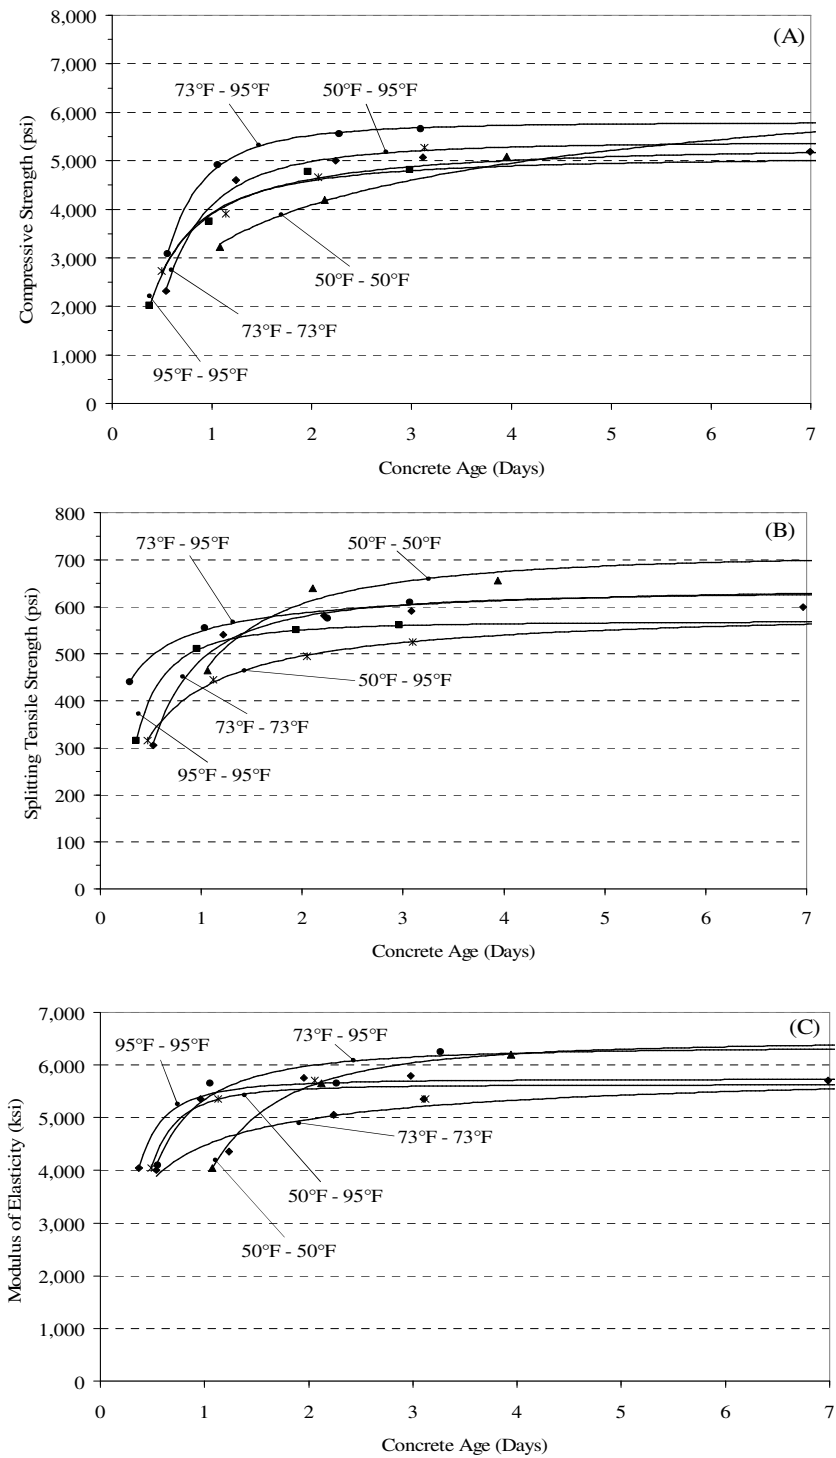 8,000
(A)
7,000
73°F - 95°F
50°F - 95°F
6,000
5,000
4,000
3,000
50°F - 50°F
73°F - 73°F
2,000
95°F - 95°F
1,000
0
Compressive Strength (psi)
0 1 2 3 4 5 6 7
Concrete Age (Days)
800
(B)
73°F - 95°F
50°F - 50°F
700
600
500
50°F - 95°F
400
73°F - 73°F
300
95°F - 95°F
200
100
0
Splitting Tensile Strength (psi)
0 1 2 3 4 5 6 7
Concrete Age (Days)
7,000
(C)
95°F - 95°F
73°F - 95°F
6,000
5,000
73°F - 73°F
4,000
50°F - 95°F
3,000
50°F - 50°F
2,000
1,000
0
Modulus of Elasticity (ksi)
0 1 2 3 4 5 6 7
Concrete Age (Days)